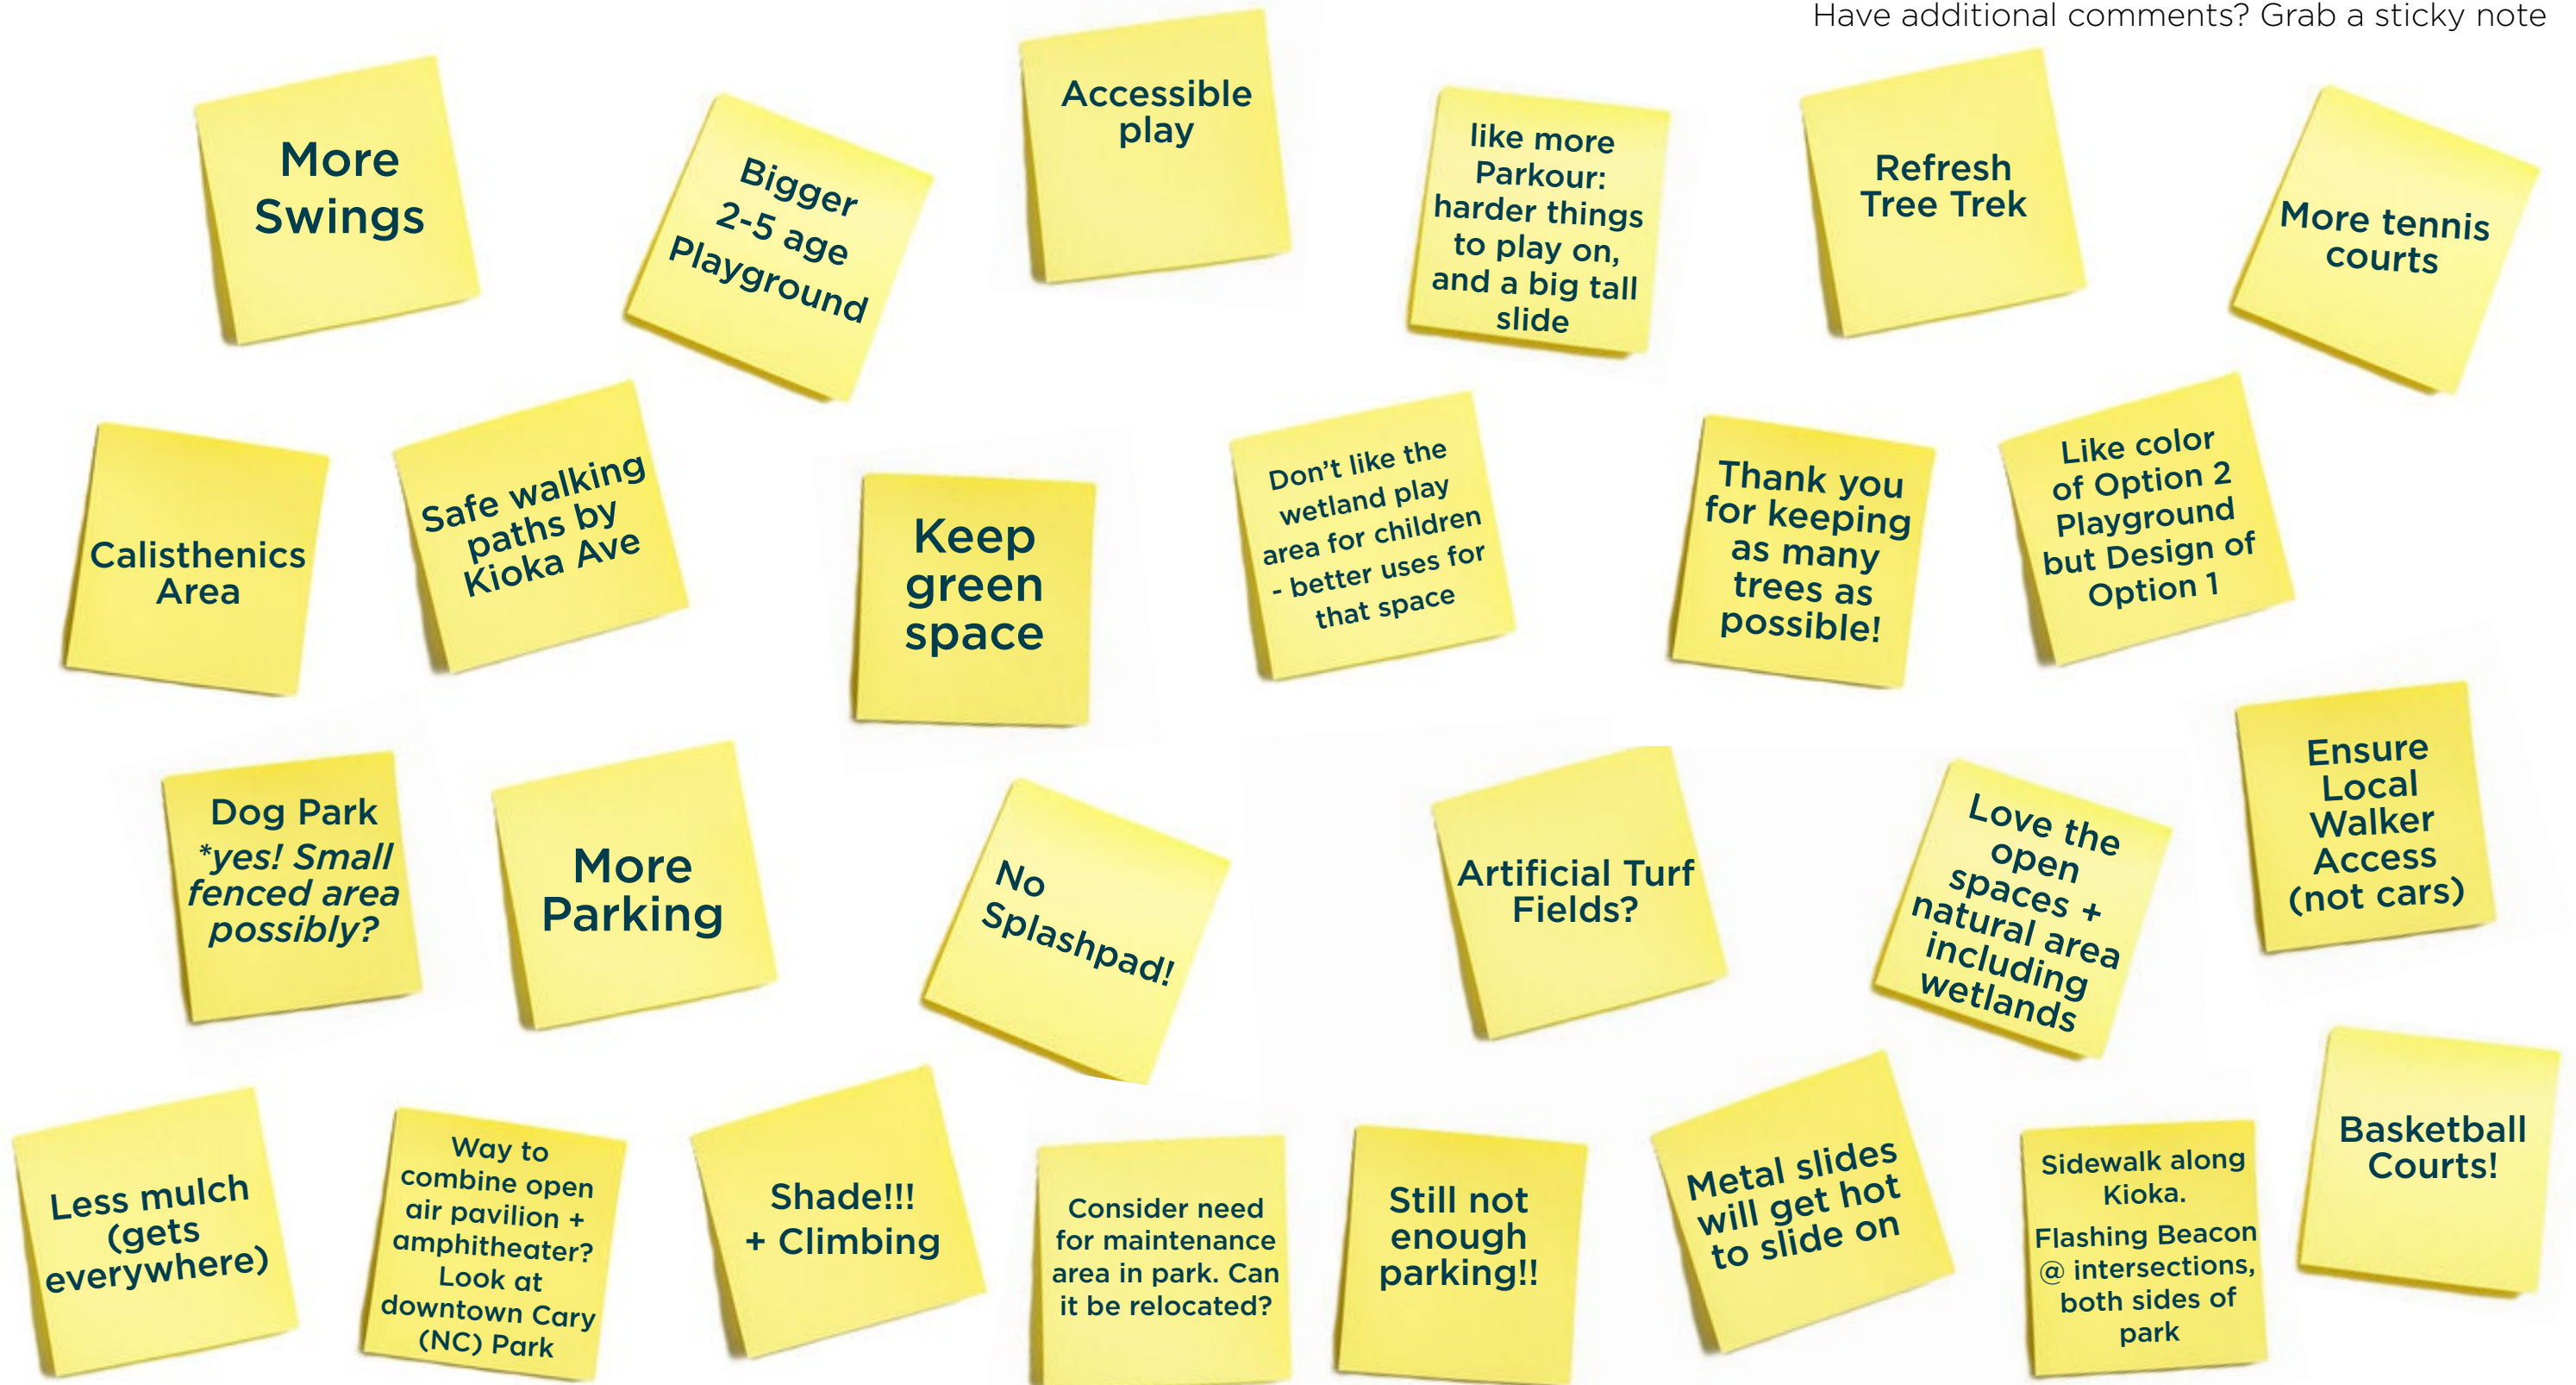 Have additional comments? Grab a sticky note
More
Swings
Bigger
2-5 age
Playground
Accessible
play
like more
Parkour:
harder things
to play on,
and a big tall
slide
Refresh
Tree Trek
More tennis
courts
Calisthenics
Area
Safe walking
paths by
Kioka Ave
Keep
green
space
Don't like the
wetland play
area for children
- better uses for
that space
Thank you
for keeping
as many
trees as
possible!
Like color
of Option 2
Playground
but Design of
Option 1
Dog Park
*yes! Small
fenced area
possibly?
More
Parking
No
Splashpad!
Artificial Turf
Fields?
Love the
open
spaces +
natural area
including
wetlands
Ensure
Local
Walker
Access
(not cars)
Less mulch
(gets
everywhere)
Way to
combine open
air pavilion +
amphitheater?
Look at
downtown Cary
(NC) Park
Shade!!!
+ Climbing
Consider need
for maintenance
area in park. Can
it be relocated?
Still not
enough
parking!!
Metal slides
will get hot
to slide on
Sidewalk along
Kioka.
Flashing Beacon
@ intersections,
both sides of
park
Basketball
Courts!